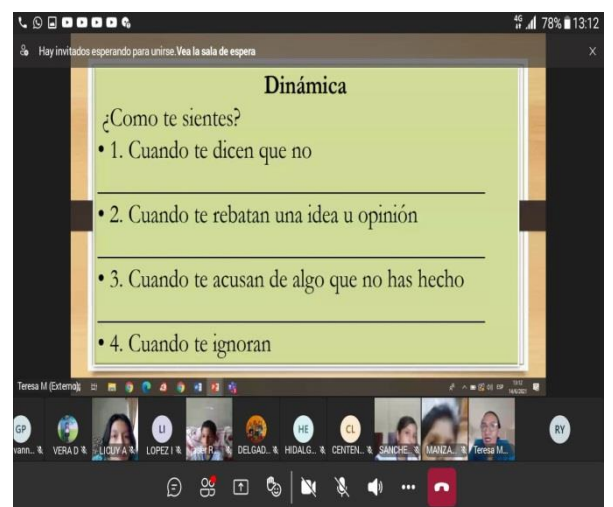 4G 78% 13:12
Hay invitados esperando para unirse. Vea la sala de espera
Dinámica
¿Como te sientes?
• 1. Cuando te dicen que no
• 2. Cuando te rebatan una idea u opinión
• 3. Cuando te acusan de algo que no has hecho
• 4. Cuando te ignoran
Teresa M (Externo)
GP LI HE CL RY
vann... VERA D LICUY A LOPEZ I DELGAD... HIDALG... CENTEN... SANCHE... MANZA... Teresa M...